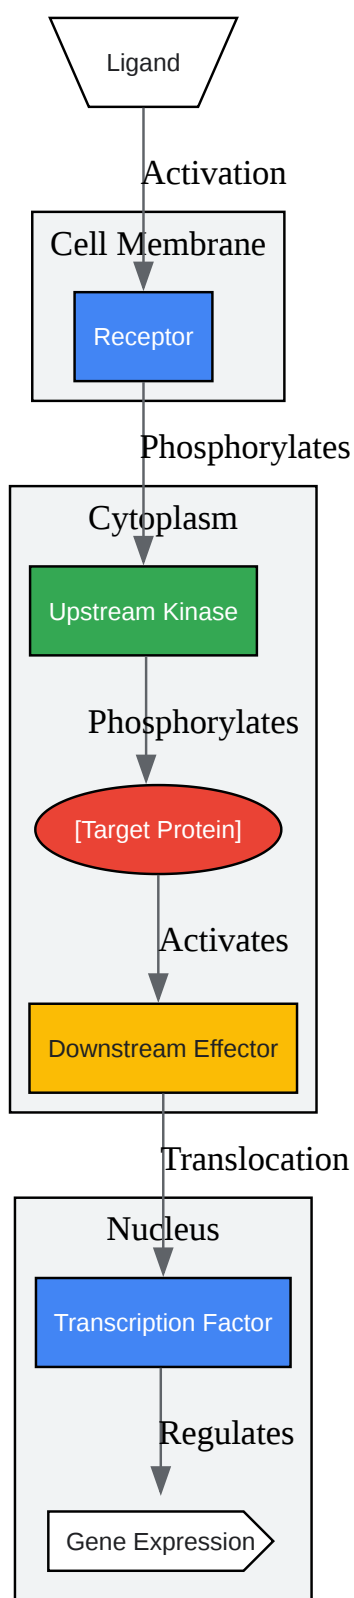 Ligand
Activation
Cell Membrane
Receptor
Phosphorylates
Cytoplasm
Upstream Kinase
Phosphorylates
[Target Protein]
Activates
Downstream Effector
Translocation
Nucleus
Transcription Factor
Regulates
Gene Expression